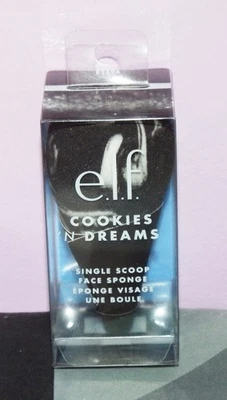 e.l.f.
COOKIES
'N' DREAMS
SINGLE SCOOP
FACE SPONGE
ÉPONGE VISAGE
UNE BOULE